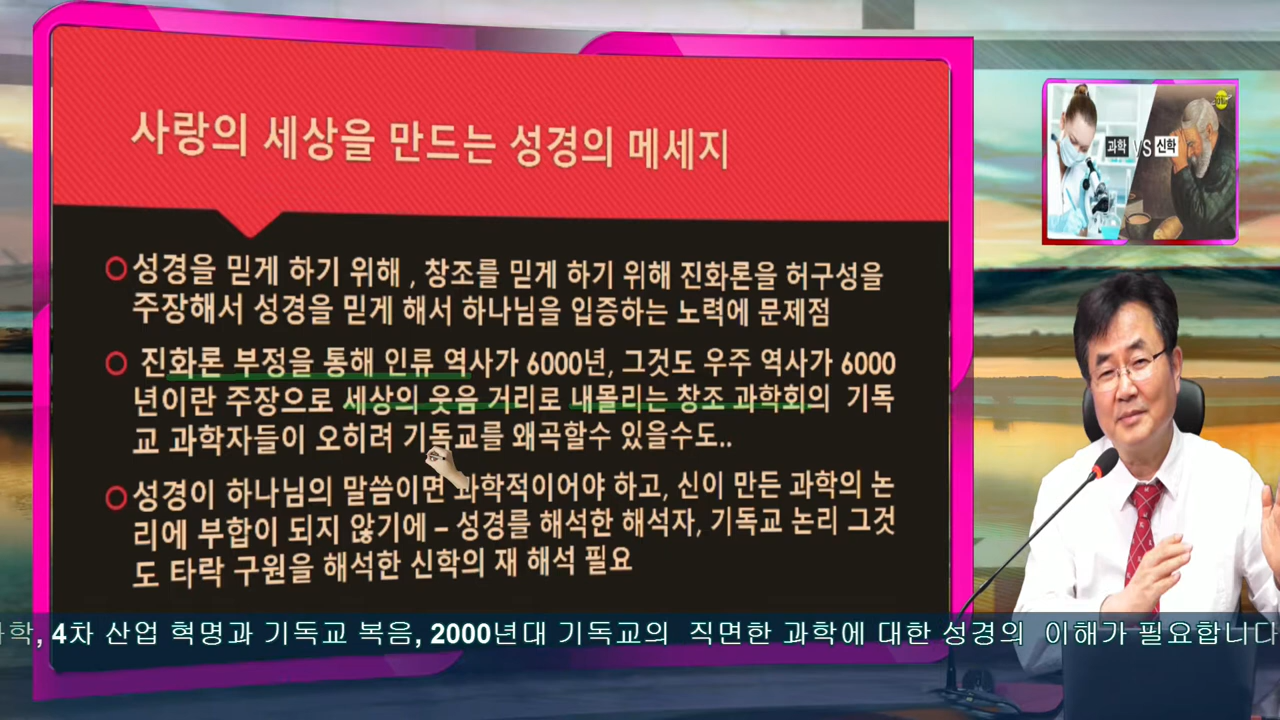 사랑의 세상을 만드는 성경의 메세지
성경을 믿게 하기 위해 , 창조를 믿게 하기 위해 진화론을 허구성을
주장해서 성경을 믿게 해서 하나님을 입증하는 노력에 문제점
진화론 부정을 통해 인류 역사가 6000년, 그것도 우주 역사가 6000
년이란 주장으로 세상의 웃음 거리로 내몰리는 창조 과학회의 기독
교 과학자들이 오히려 기독교를 왜곡할수 있을수도..
성경이 하나님의 말씀이면 과학적이어야 하고, 신이 만든 과학의 논
리에 부합이 되지 않기에 – 성경를 해석한 해석자, 기독교 논리 그것
도 타락 구원을 해석한 신학의 재 해석 필요
과학 VS 신학
과학, 4차 산업 혁명과 기독교 복음, 2000년대 기독교의 직면한 과학에 대한 성경의 이해가 필요합니다